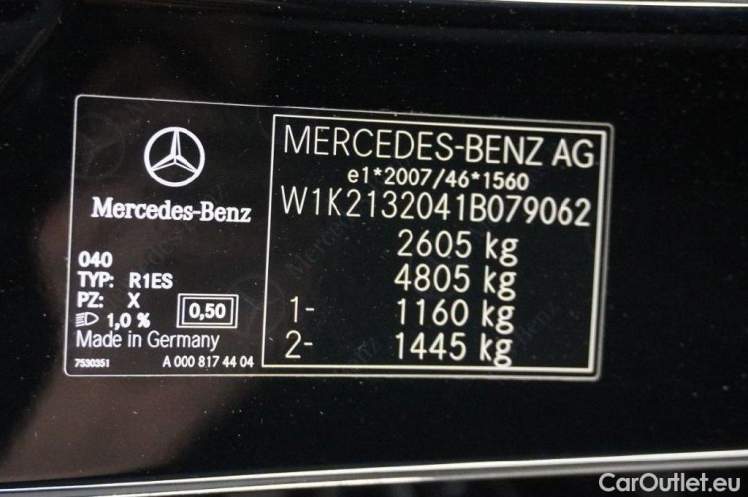 Mercedes-Benz
040
TYP: R1ES
PZ: X
0,50
1,0 %
Made in Germany
7530351 A 000 817 44 04
MERCEDES-BENZ AG
e1*2007/46*1560
W1K2132041B079062
2605 kg
4805 kg
1- 1160 kg
2- 1445 kg
CarOutlet.eu